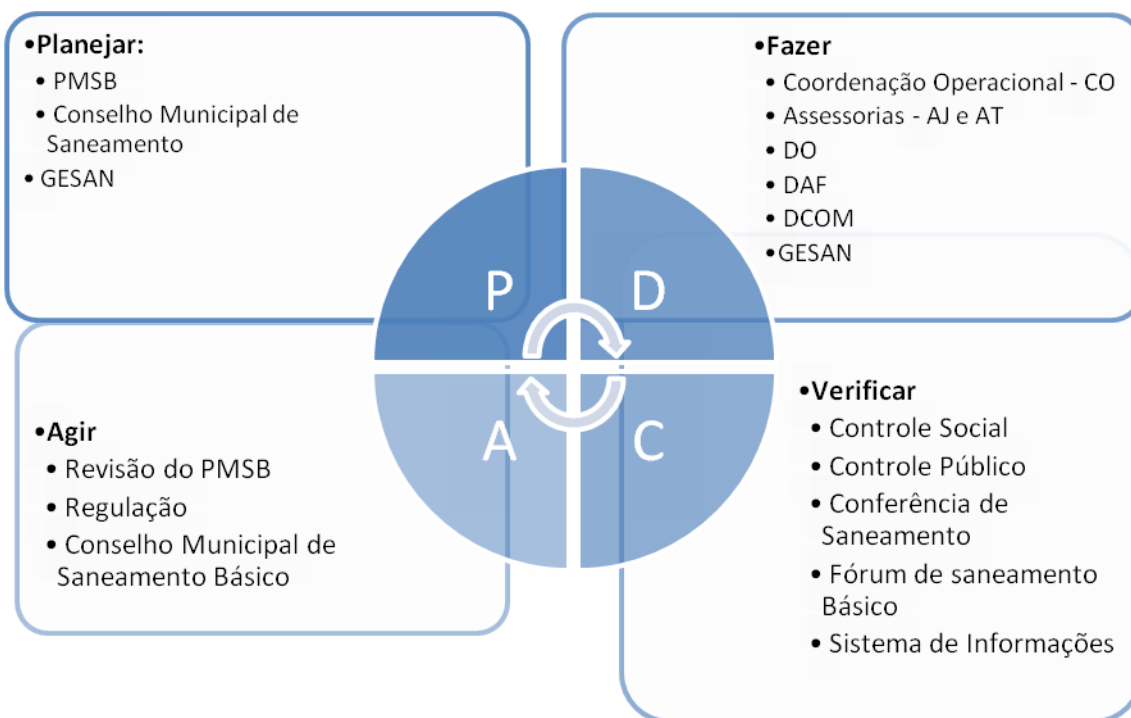 •Planejar:
• PMSB
• Conselho Municipal de
Saneamento
• GESAN
•Fazer
• Coordenação Operacional - CO
• Assessorias - AJ e AT
• DO
• DAF
• DCOM
•GESAN
P
D
A
C
•Agir
• Revisão do PMSB
• Regulação
• Conselho Municipal de
Saneamento Básico
•Verificar
• Controle Social
• Controle Público
• Conferência de
Saneamento
• Fórum de saneamento
Básico
• Sistema de Informações